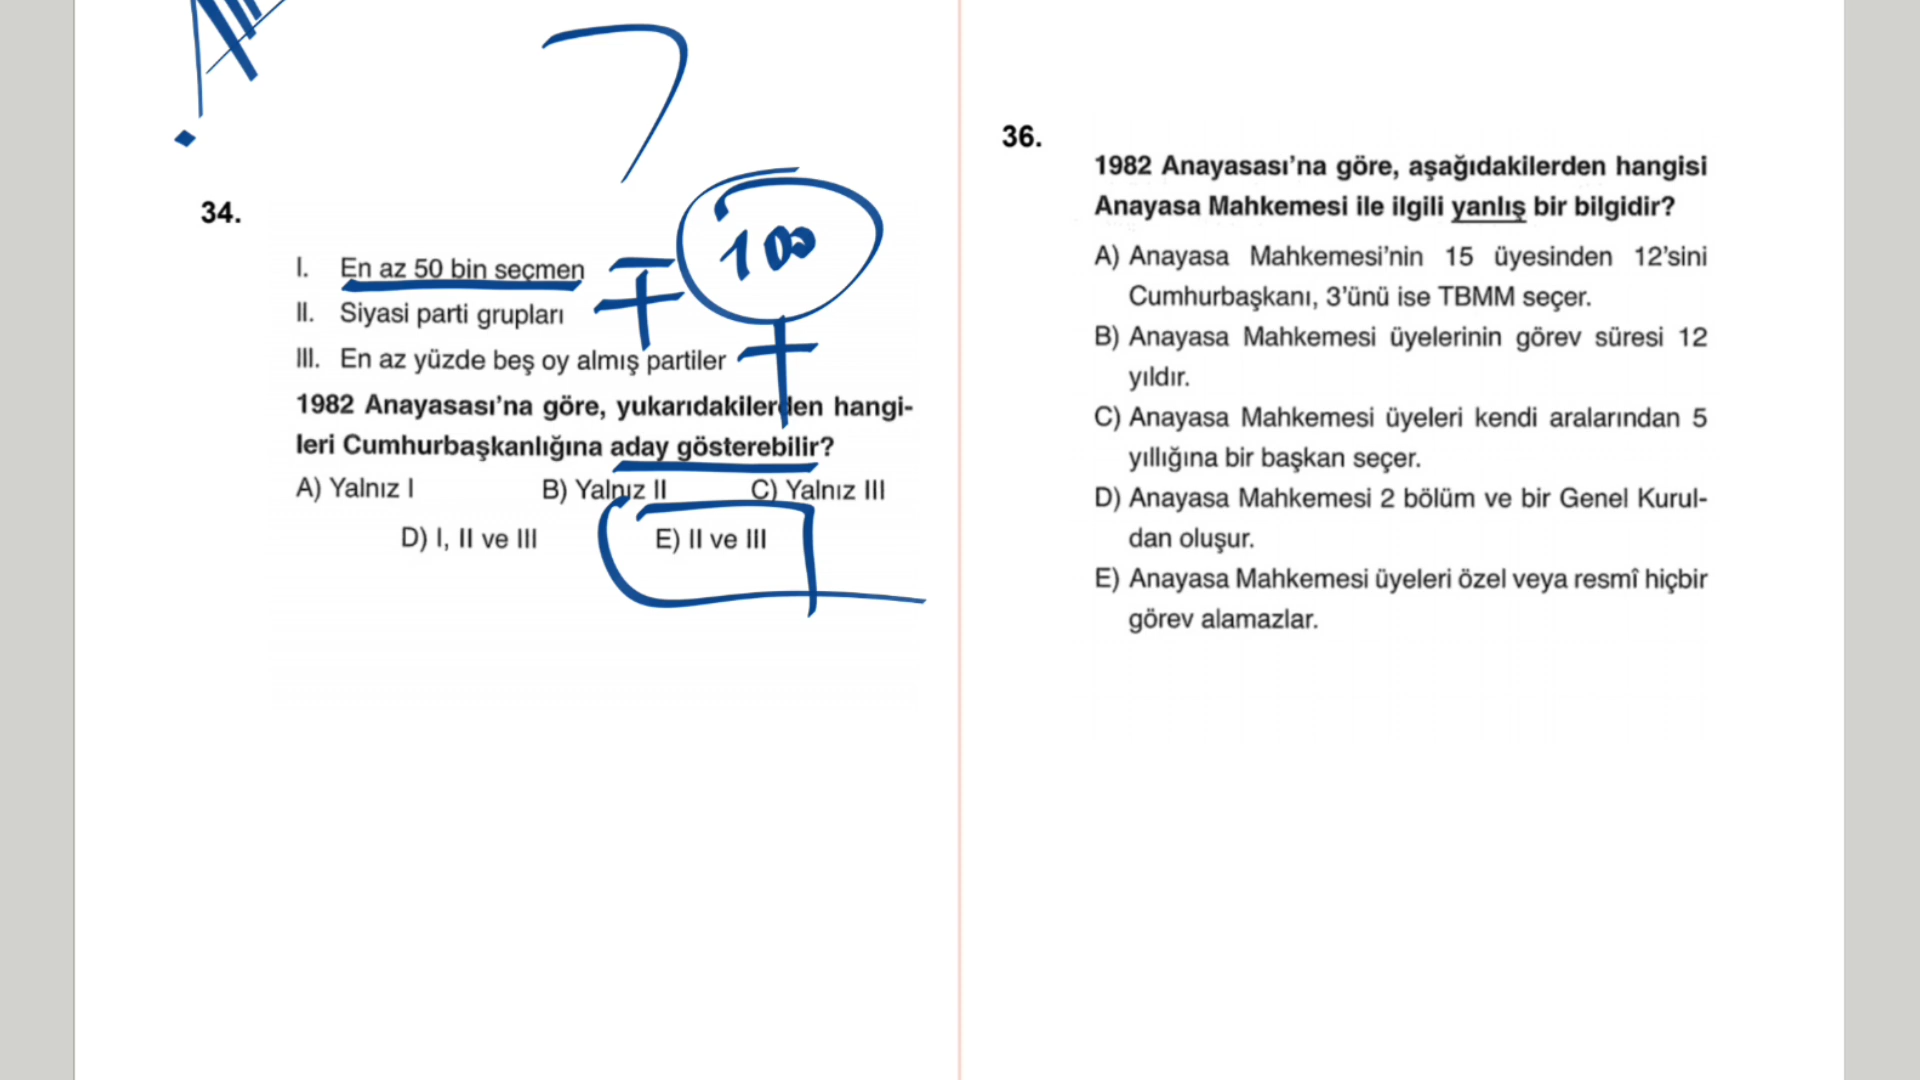 34.
100
I. En az 50 bin seçmen
II. Siyasi parti grupları
III. En az yüzde beş oy almış partiler
1982 Anayasası’na göre, yukarıdakilerden hangi-
leri Cumhurbaşkanlığına aday gösterebilir?
A) Yalnız I B) Yalnız II C) Yalnız III
D) I, II ve III E) II ve III
36.
1982 Anayasası’na göre, aşağıdakilerden hangisi
Anayasa Mahkemesi ile ilgili yanlış bir bilgidir?
A) Anayasa Mahkemesi’nin 15 üyesinden 12’sini
Cumhurbaşkanı, 3’ünü ise TBMM seçer.
B) Anayasa Mahkemesi üyelerinin görev süresi 12
yıldır.
C) Anayasa Mahkemesi üyeleri kendi aralarından 5
yıllığına bir başkan seçer.
D) Anayasa Mahkemesi 2 bölüm ve bir Genel Kurul-
dan oluşur.
E) Anayasa Mahkemesi üyeleri özel veya resmî hiçbir
görev alamazlar.